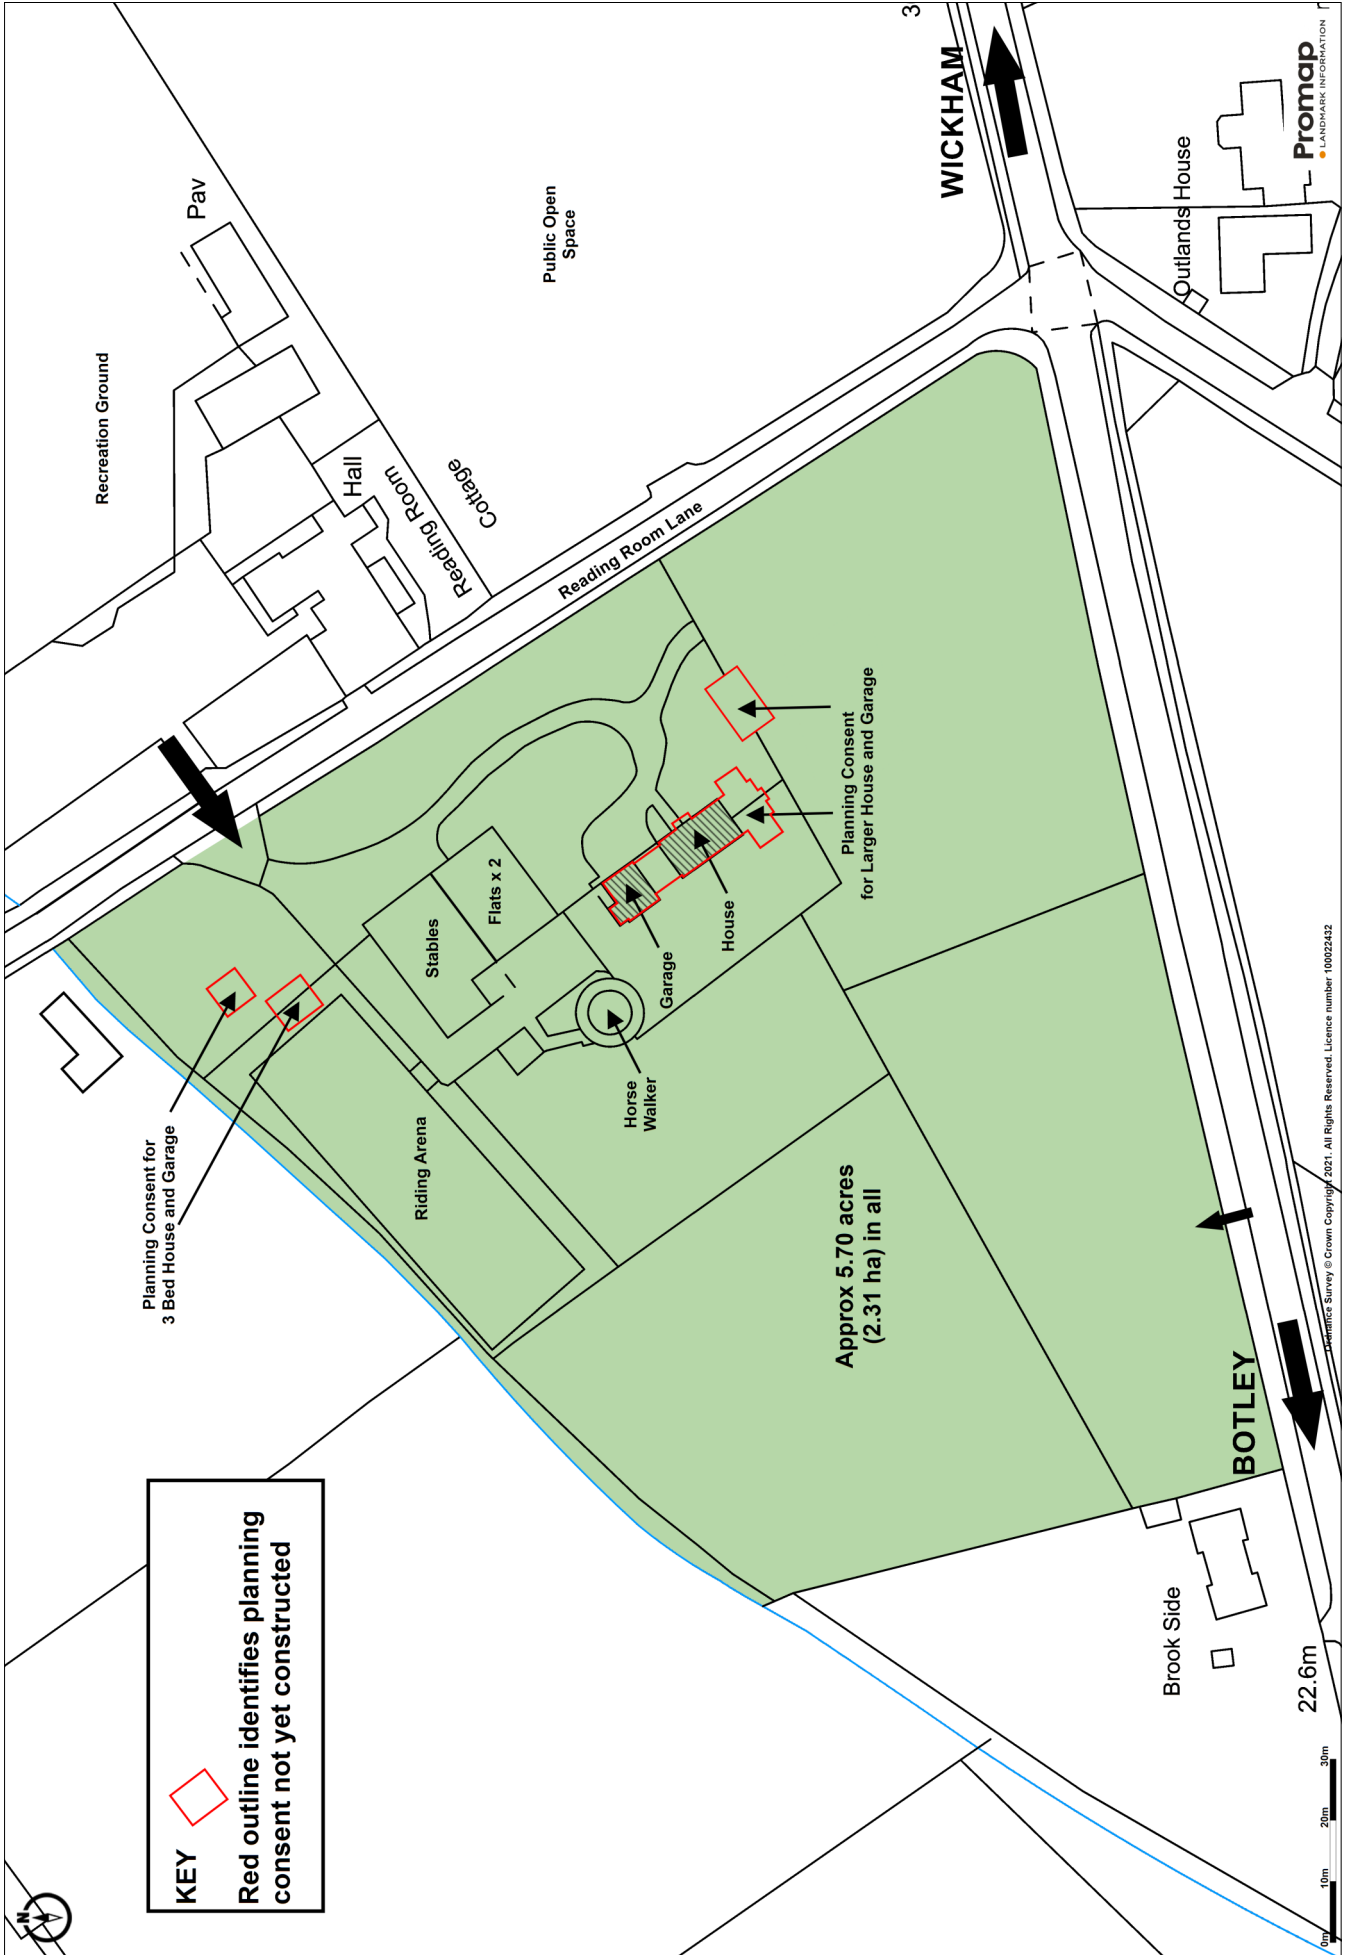 N
KEY
Red outline identifies planning
consent not yet constructed
Planning Consent for
3 Bed House and Garage
Recreation Ground
Pav
Hall
Reading Room
Cottage
Public Open
Space
Reading Room Lane
Riding Arena
Stables
Flats x 2
Horse
Walker
Garage
House
Planning Consent
for Larger House and Garage
Approx 5.70 acres
(2.31 ha) in all
WICKHAM
3
Outlands House
BOTLEY
Brook Side
22.6m
0m
10m
20m
30m
Ordnance Survey © Crown Copyright 2021. All Rights Reserved. Licence number 100022432
Promap
LANDMARK INFORMATION